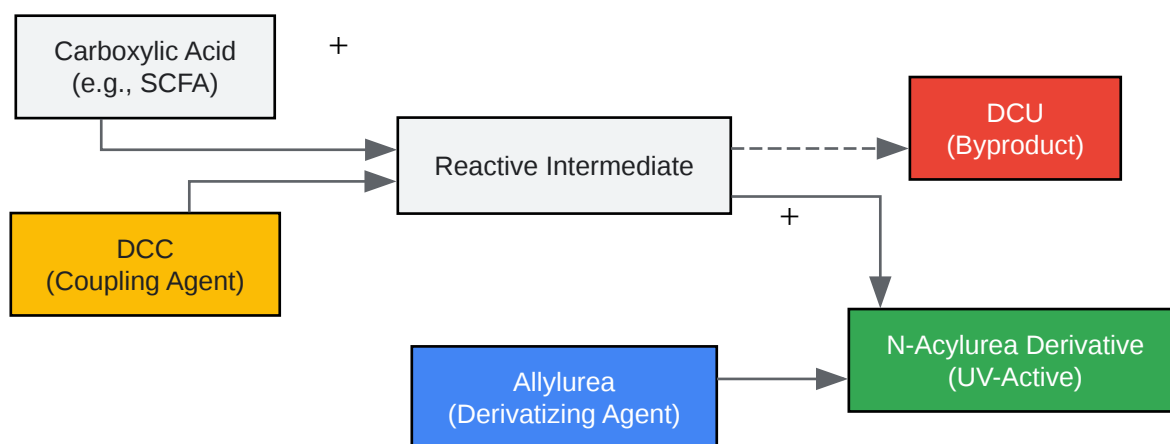 Carboxylic Acid
(e.g., SCFA)
+
DCU
(Byproduct)
Reactive Intermediate
+
DCC
(Coupling Agent)
N-Acylurea Derivative
(UV-Active)
Allylurea
(Derivatizing Agent)